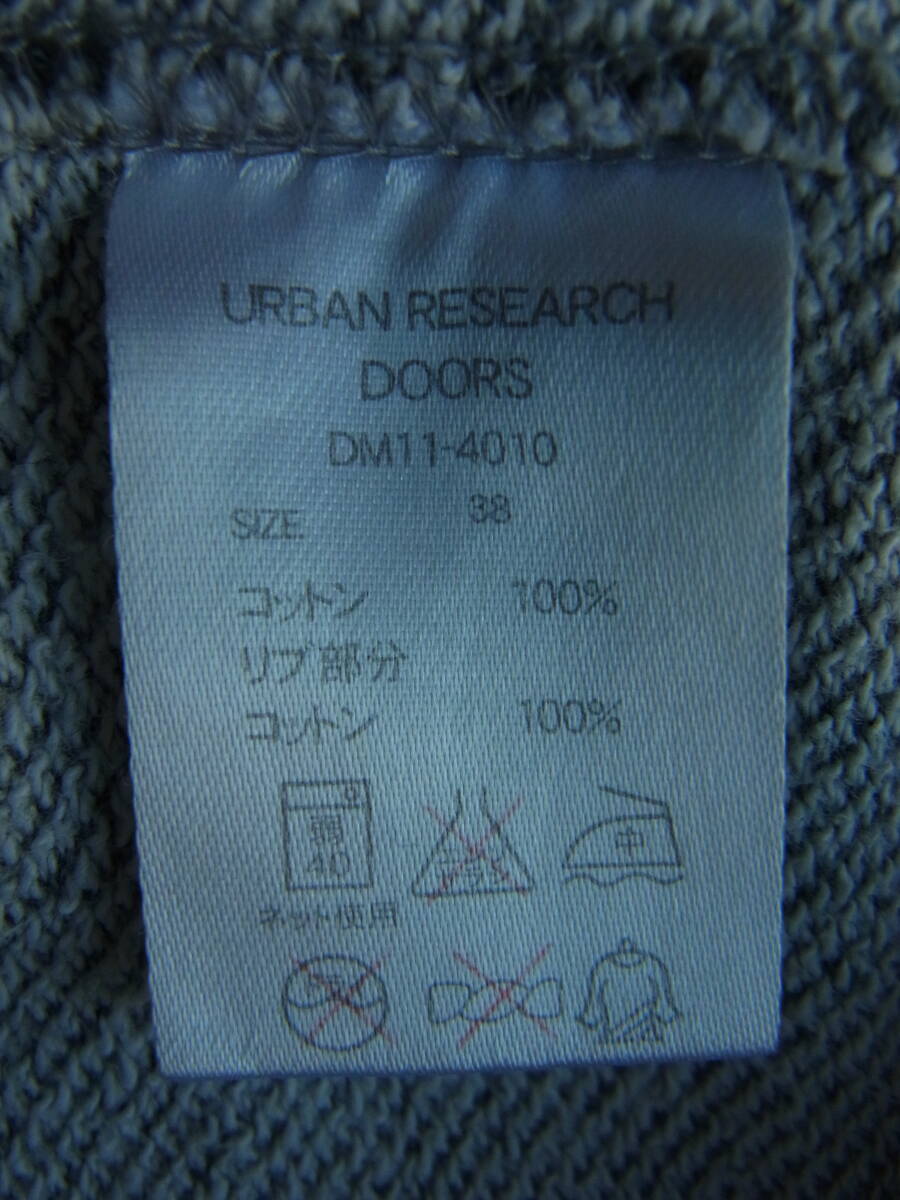 URBAN RESEARCH
DOORS
DM11-4010
SIZE. 38
コットン 100%
リブ部分
コットン 100%
弱
40
中
ネット使用